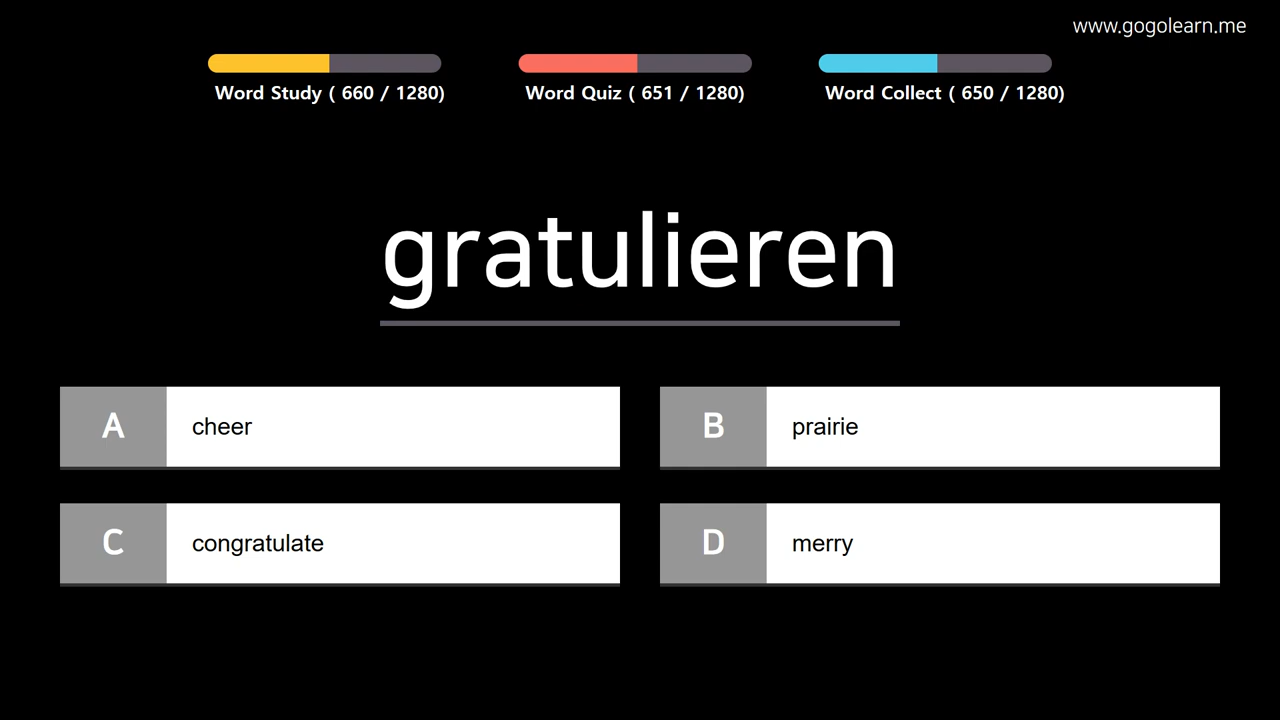 www.gogolearn.me
Word Study ( 660 / 1280)
Word Quiz ( 651 / 1280)
Word Collect ( 650 / 1280)
gratulieren
A cheer
B prairie
C congratulate
D merry